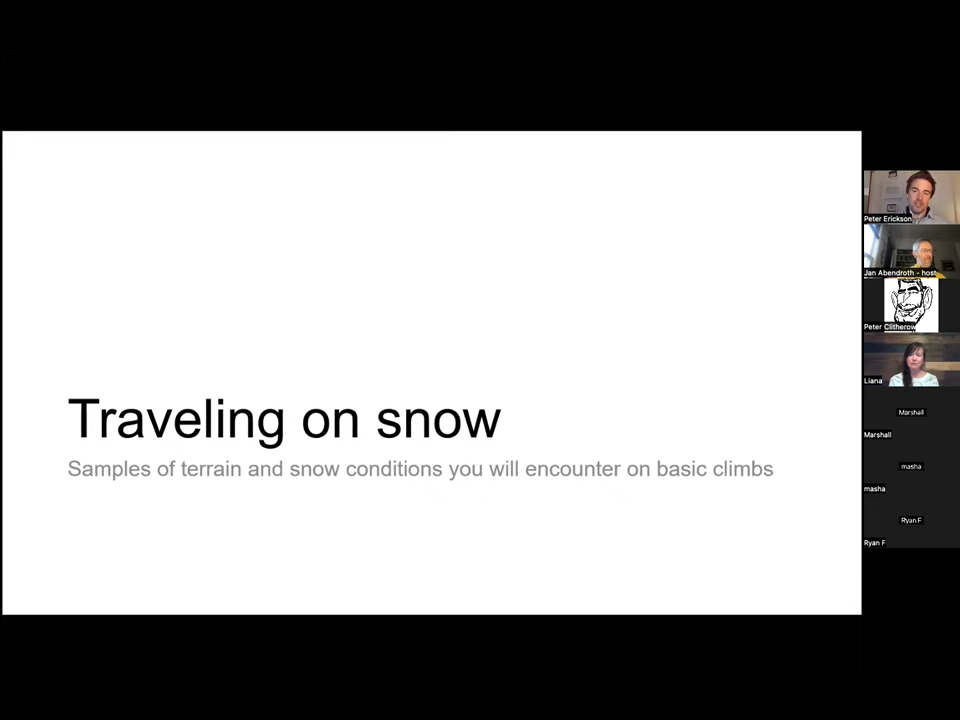 Traveling on snow
Samples of terrain and snow conditions you will encounter on basic climbs
Peter Erickson
Jan Abendroth - host
Peter Clitherow
Liana
Marshall
Marshall
masha
masha
Ryan F
Ryan F